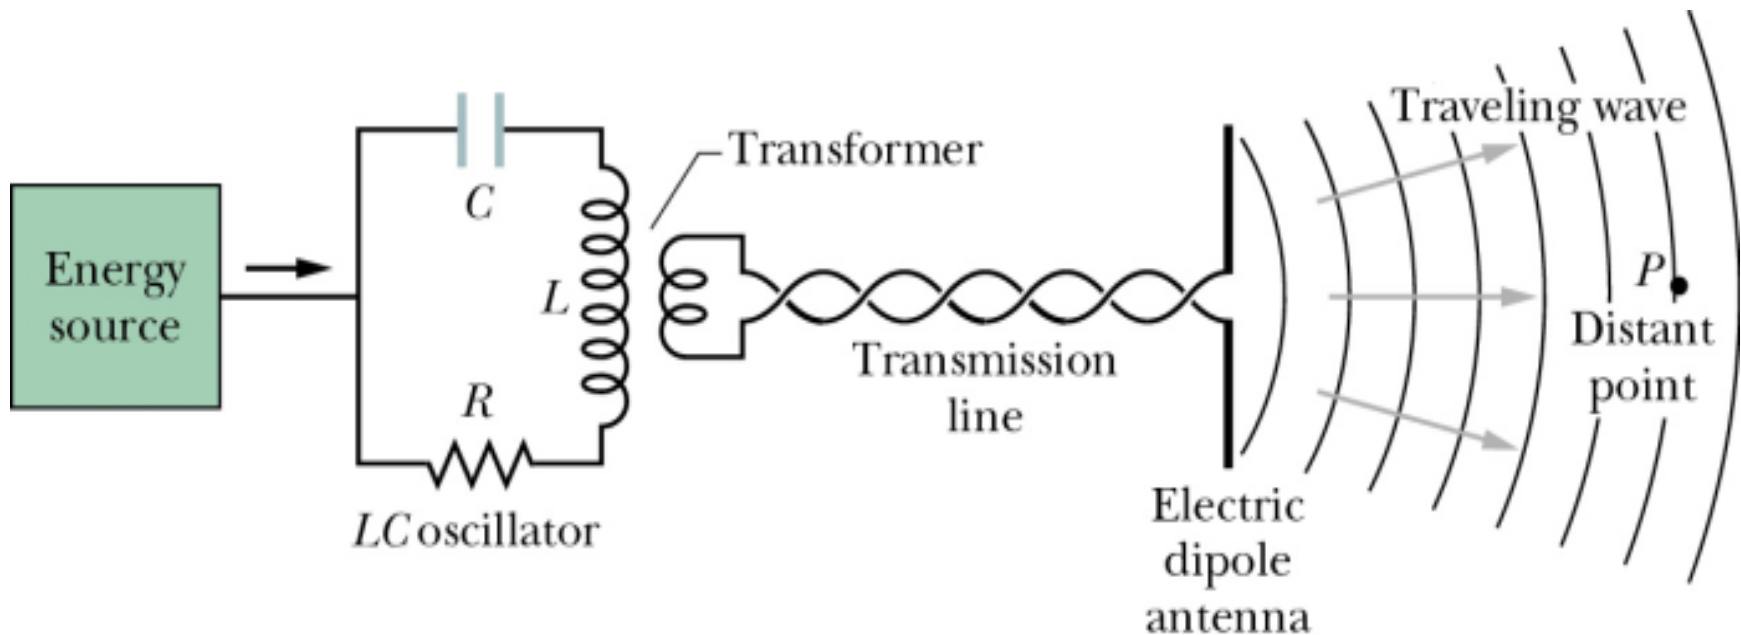 Energy
source
C
L
R
LC oscillator
Transformer
Transmission
line
Electric
dipole
antenna
Traveling wave
P
Distant
point